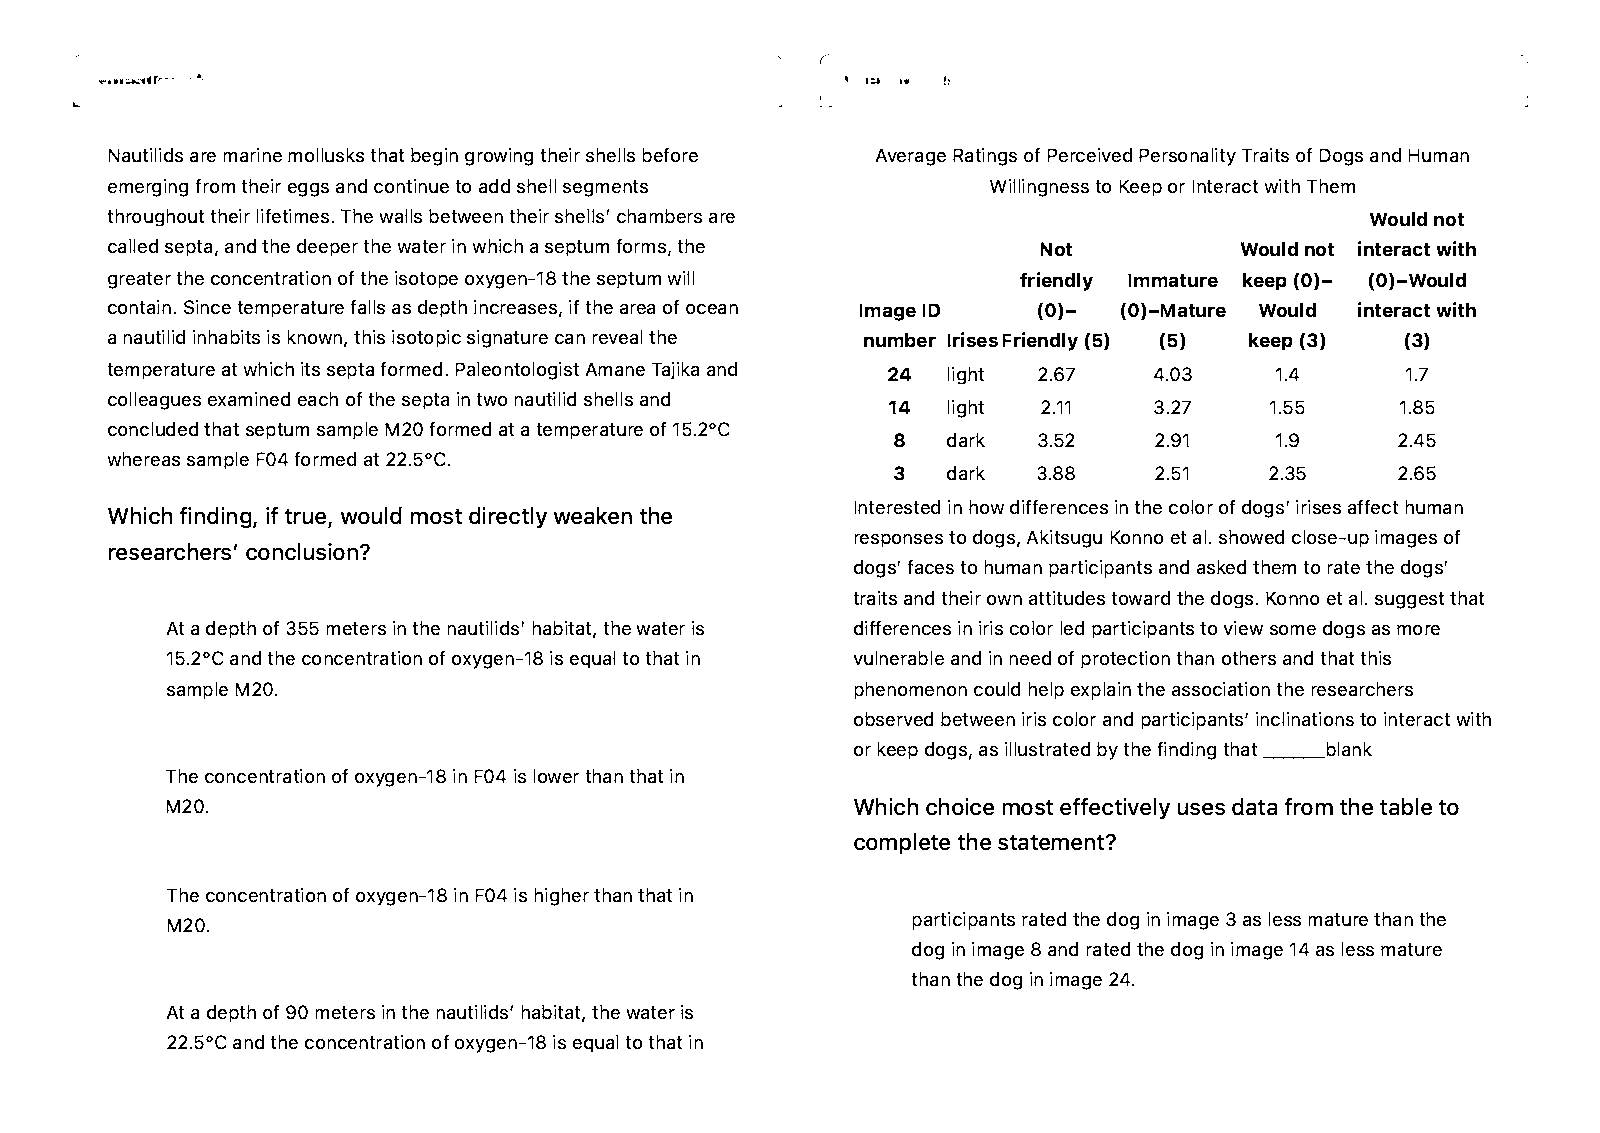 Nautilids are marine mollusks that begin growing their shells before
emerging from their eggs and continue to add shell segments
throughout their lifetimes. The walls between their shells’ chambers are
called septa, and the deeper the water in which a septum forms, the
greater the concentration of the isotope oxygen-18 the septum will
contain. Since temperature falls as depth increases, if the area of ocean
a nautilid inhabits is known, this isotopic signature can reveal the
temperature at which its septa formed. Paleontologist Amane Tajika and
colleagues examined each of the septa in two nautilid shells and
concluded that septum sample M20 formed at a temperature of 15.2°C
whereas sample F04 formed at 22.5°C.
Which finding, if true, would most directly weaken the
researchers’ conclusion?
At a depth of 355 meters in the nautilids’ habitat, the water is
15.2°C and the concentration of oxygen-18 is equal to that in
sample M20.
The concentration of oxygen-18 in F04 is lower than that in
M20.
The concentration of oxygen-18 in F04 is higher than that in
M20.
At a depth of 90 meters in the nautilids’ habitat, the water is
22.5°C and the concentration of oxygen-18 is equal to that in
Average Ratings of Perceived Personality Traits of Dogs and Human
Willingness to Keep or Interact with Them
Would not
Not Would not interact with
friendly Immature keep (0)– (0)–Would
Image ID (0)– (0)–Mature Would interact with
number Irises Friendly (5) (5) keep (3) (3)
24 light 2.67 4.03 1.4 1.7
14 light 2.11 3.27 1.55 1.85
8 dark 3.52 2.91 1.9 2.45
3 dark 3.88 2.51 2.35 2.65
Interested in how differences in the color of dogs’ irises affect human
responses to dogs, Akitsugu Konno et al. showed close-up images of
dogs’ faces to human participants and asked them to rate the dogs’
traits and their own attitudes toward the dogs. Konno et al. suggest that
differences in iris color led participants to view some dogs as more
vulnerable and in need of protection than others and that this
phenomenon could help explain the association the researchers
observed between iris color and participants’ inclinations to interact with
or keep dogs, as illustrated by the finding that ______blank
Which choice most effectively uses data from the table to
complete the statement?
participants rated the dog in image 3 as less mature than the
dog in image 8 and rated the dog in image 14 as less mature
than the dog in image 24.